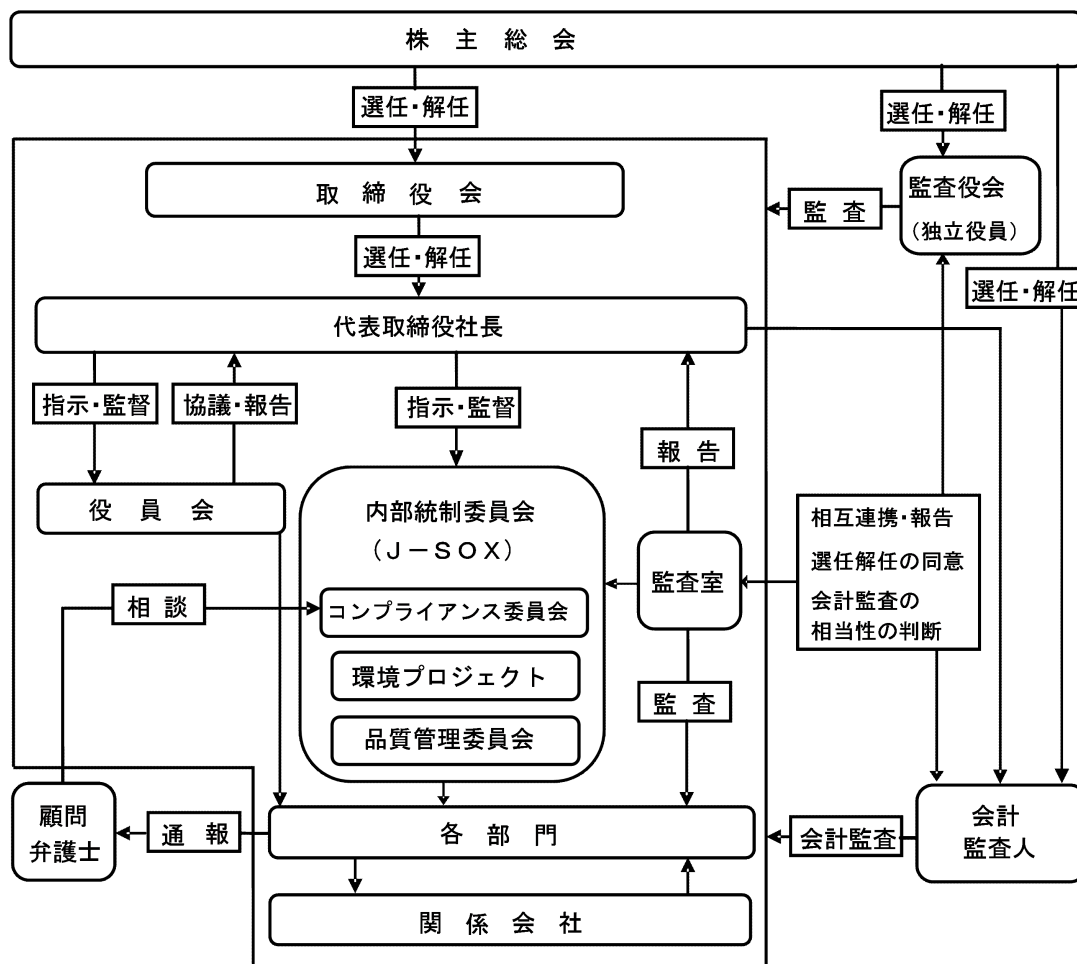 株主総会
選任・解任
選任・解任
取締役会
監査役会
(独立役員)
監査
選任・解任
選任・解任
代表取締役社長
指示・監督
協議・報告
指示・監督
報告
役員会
内部統制委員会
(J-SOX)
監査室
相互連携・報告
選任解任の同意
会計監査の
相当性の判断
相談
コンプライアンス委員会
環境プロジェクト
監査
品質管理委員会
顧問
弁護士
通報
各部門
会計監査
会計
監査人
関係会社